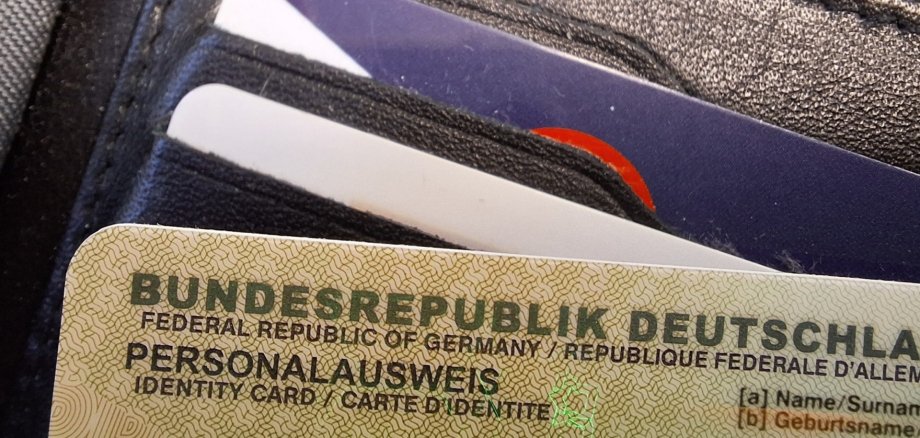 BUNDESREPUBLIK DEUTSCHLA
FEDERAL REPUBLIC OF GERMANY / REPUBLIQUE FEDERALE D'ALLEM
PERSONALAUSWEIS
IDENTITY CARD / CARTE D'IDENTITE
[a] Name/Surnam
[b] Geburtsname